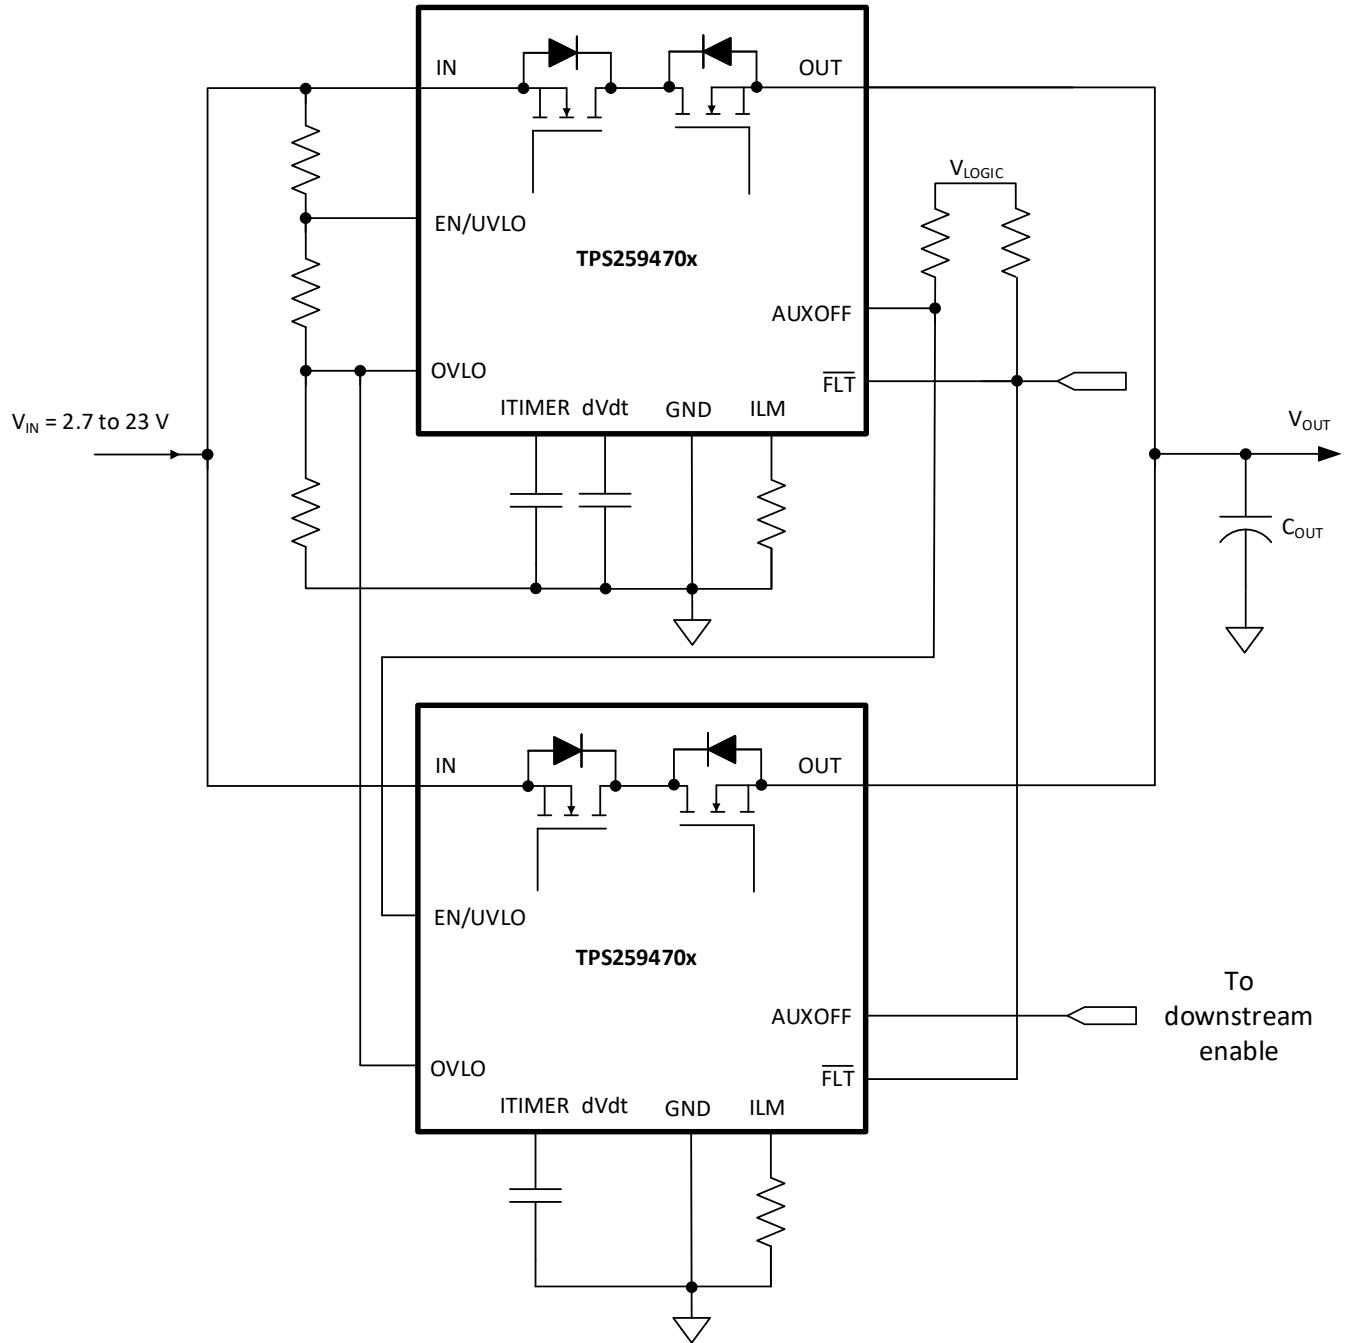 IN
OUT
V_LOGIC
EN/UVLO
TPS259470x
AUXOFF
OVLO
FLT
ITIMER dVdt GND ILM
V_IN = 2.7 to 23 V
V_OUT
C_OUT
IN
OUT
EN/UVLO
TPS259470x
To
downstream
enable
AUXOFF
OVLO
FLT
ITIMER dVdt GND ILM